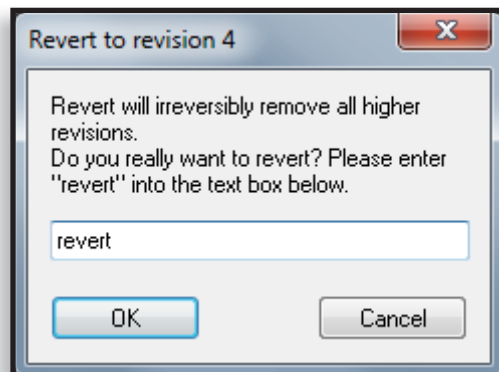 Revert to revision 4
Revert will irreversibly remove all higher
revisions.
Do you really want to revert? Please enter
"revert" into the text box below.
revert
OK
Cancel